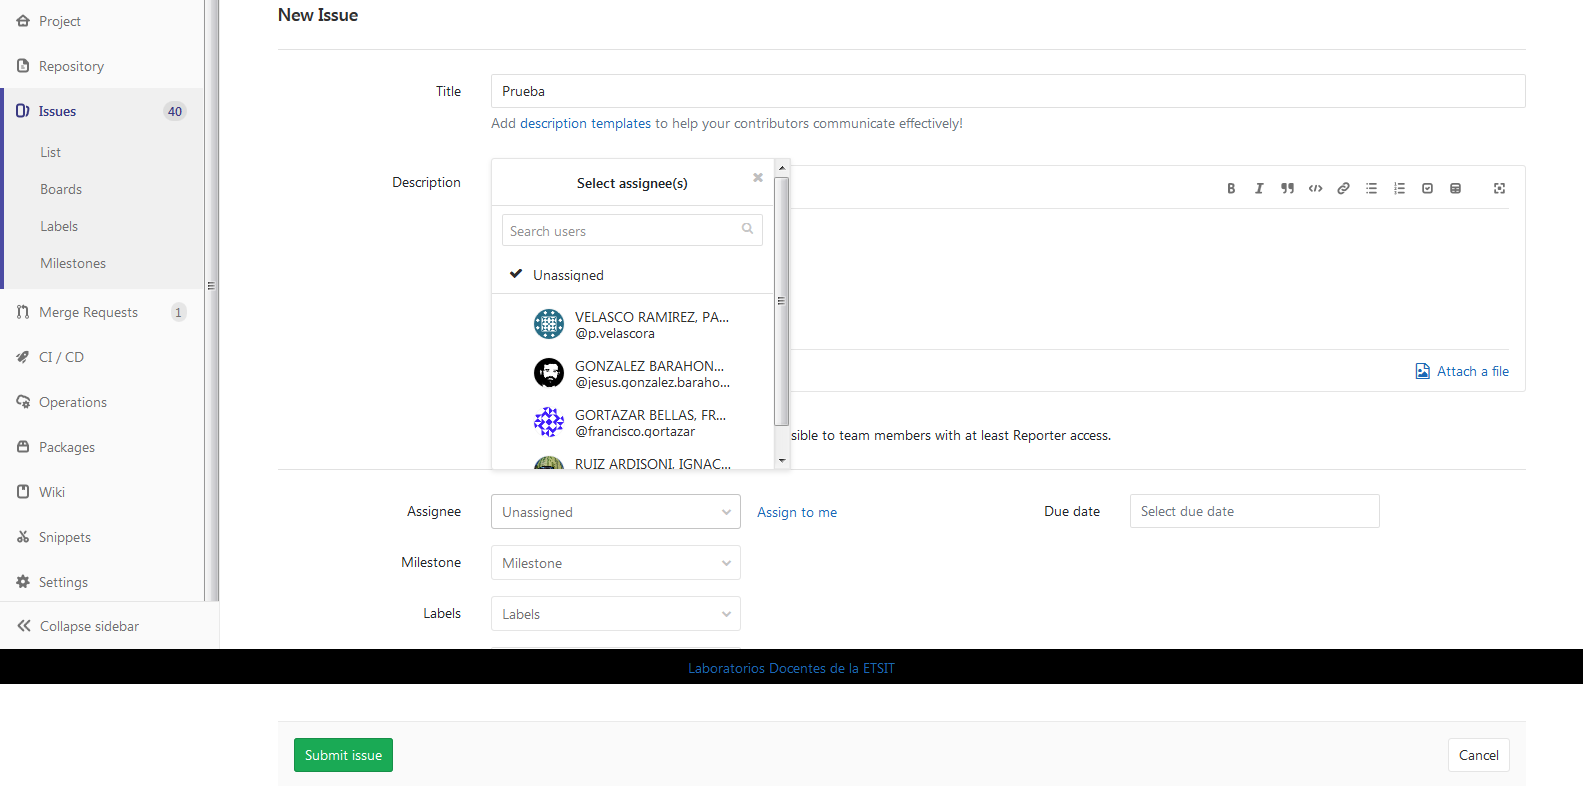 Project
Repository
Issues 40
List
Boards
Labels
Milestones
Merge Requests 1
CI / CD
Operations
Packages
Wiki
Snippets
Settings
Collapse sidebar
New Issue
Title Prueba
Add description templates to help your contributors communicate effectively!
Description
Select assignee(s)
Search users
Unassigned
VELASCO RAMIREZ, PA...
@p.velascora
GONZALEZ BARAHON...
@jesus.gonzalez.baraho...
GORTAZAR BELLAS, FR...
@francisco.gortazar
RUIZ ARDISONI, IGNAC...
Attach a file
sible to team members with at least Reporter access.
Assignee Unassigned Assign to me Due date Select due date
Milestone Milestone
Labels Labels
Laboratorios Docentes de la ETSIT
Submit issue Cancel